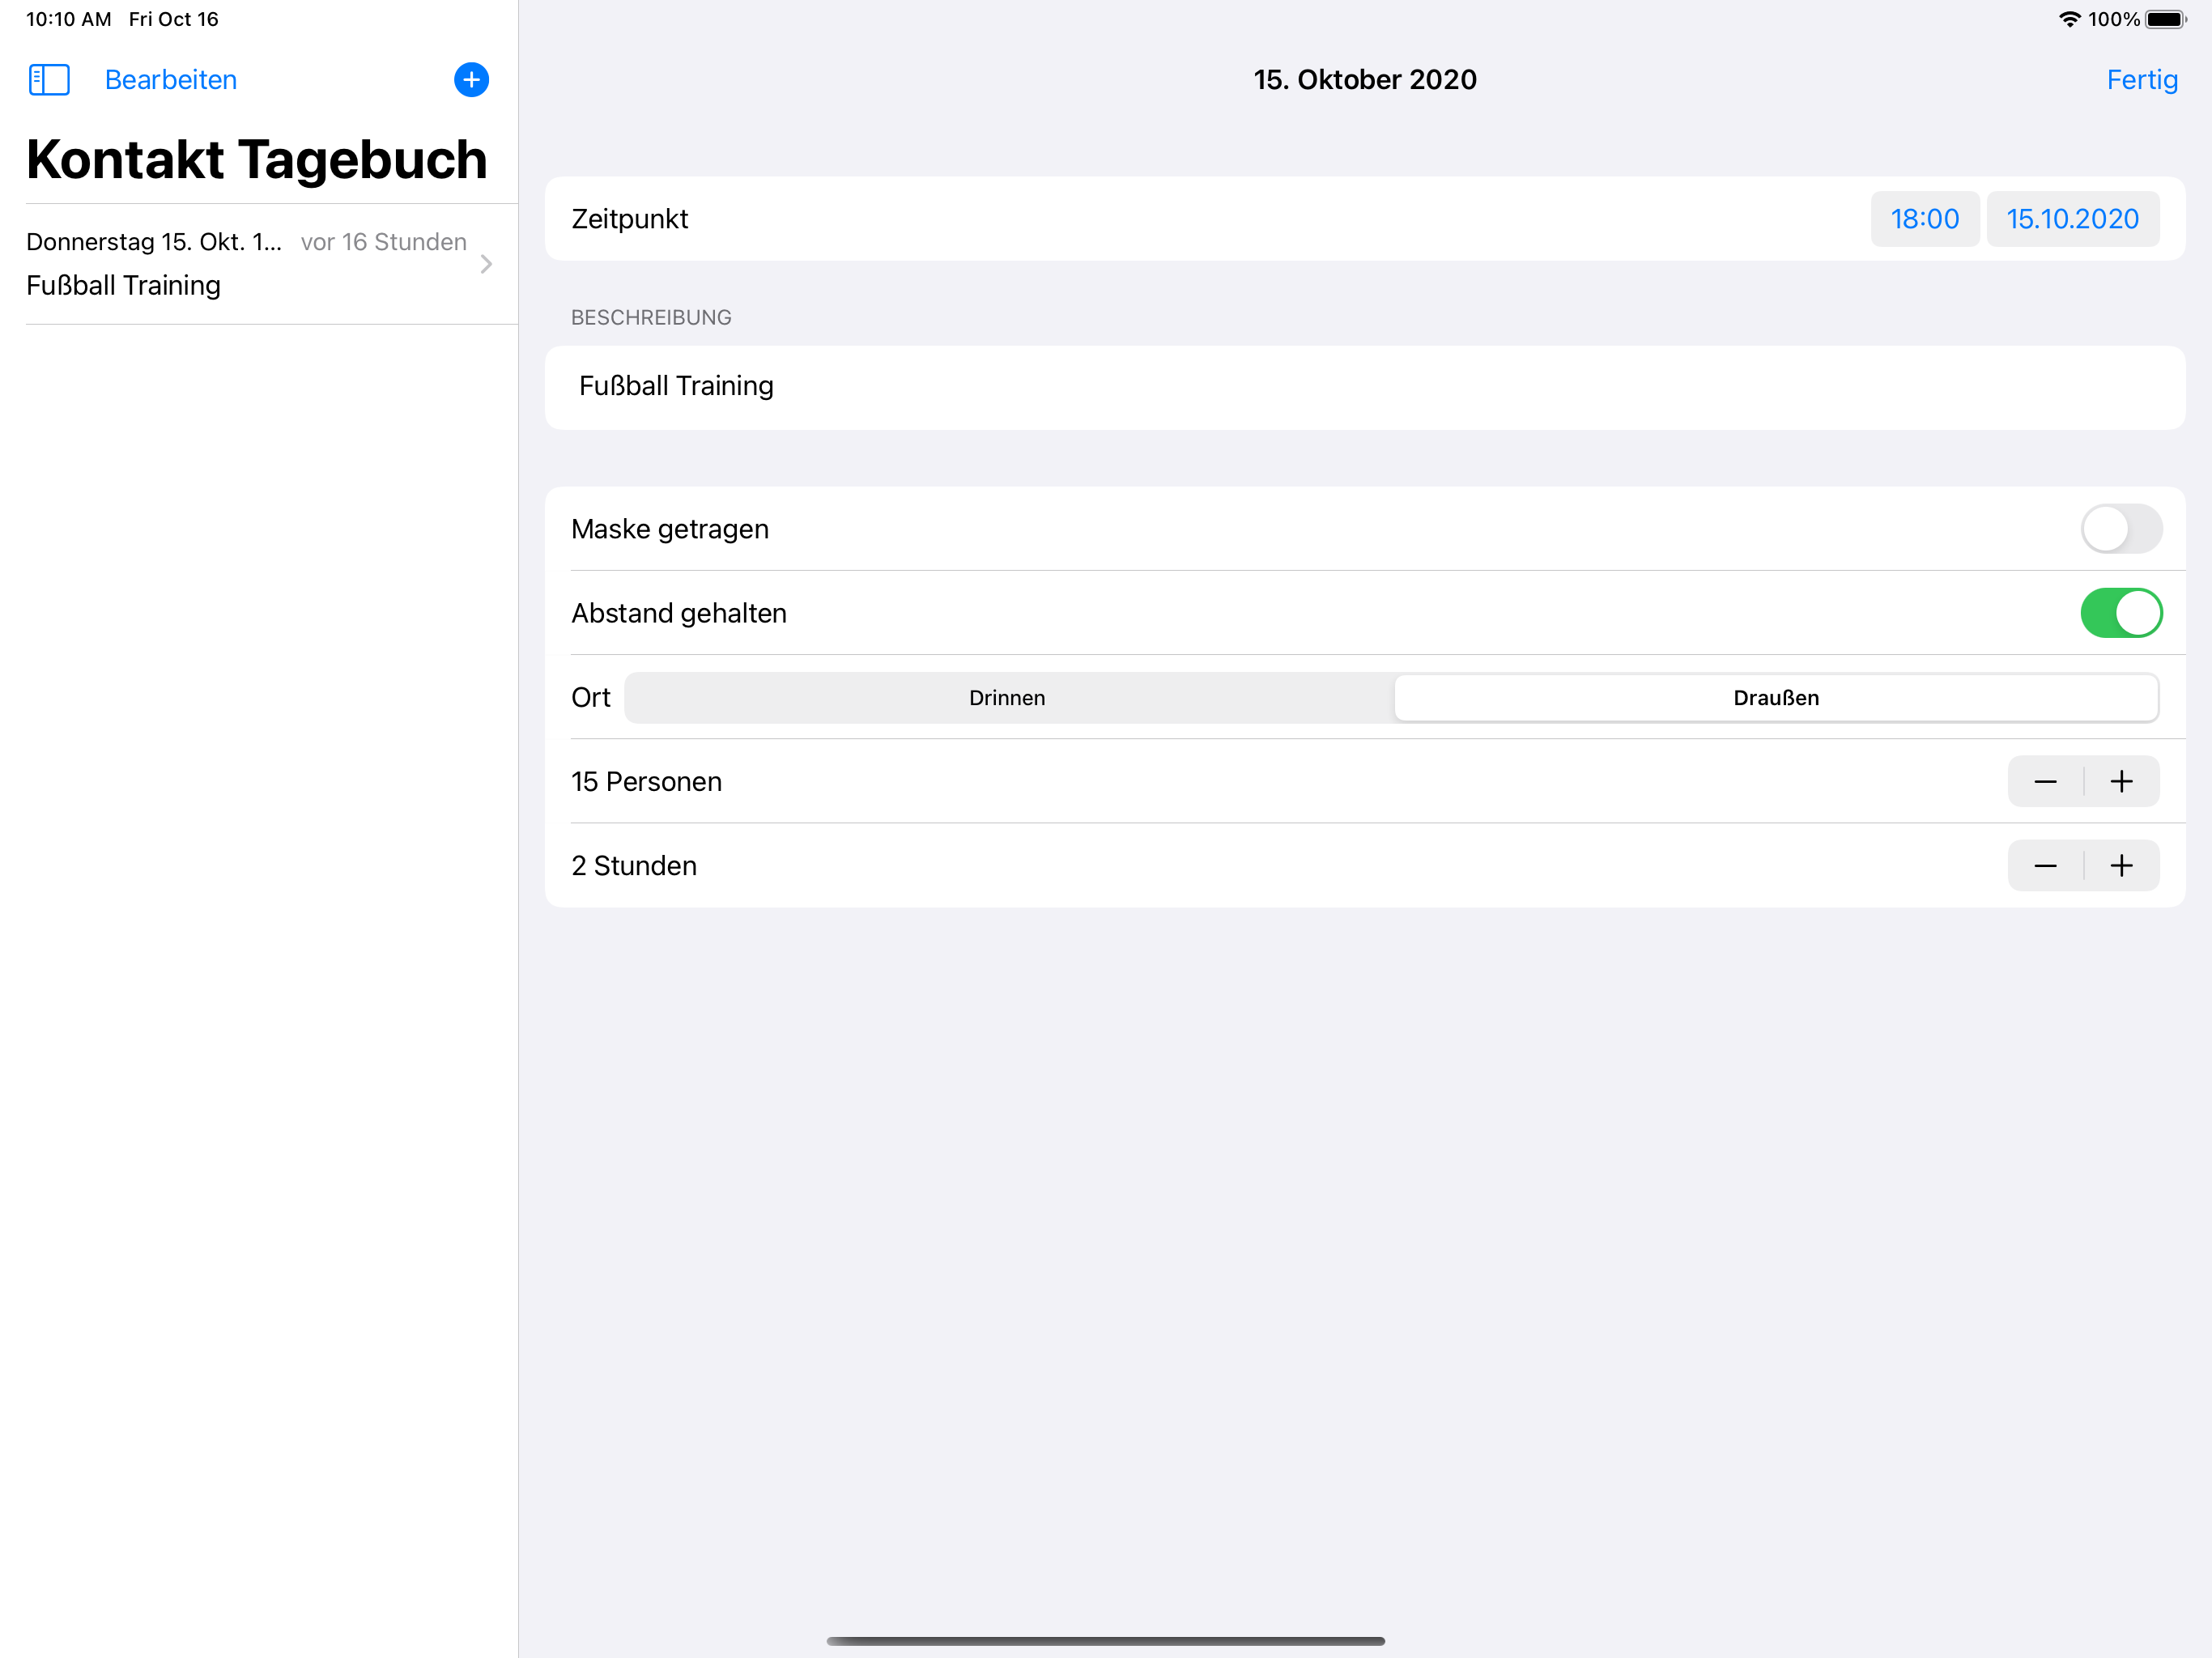 10:10 AM Fri Oct 16
100%
Bearbeiten
Kontakt Tagebuch
Donnerstag 15. Okt. 1... vor 16 Stunden
Fußball Training
15. Oktober 2020
Fertig
Zeitpunkt 18:00 15.10.2020
BESCHREIBUNG
Fußball Training
Maske getragen
Abstand gehalten
Ort Drinnen Draußen
15 Personen
2 Stunden